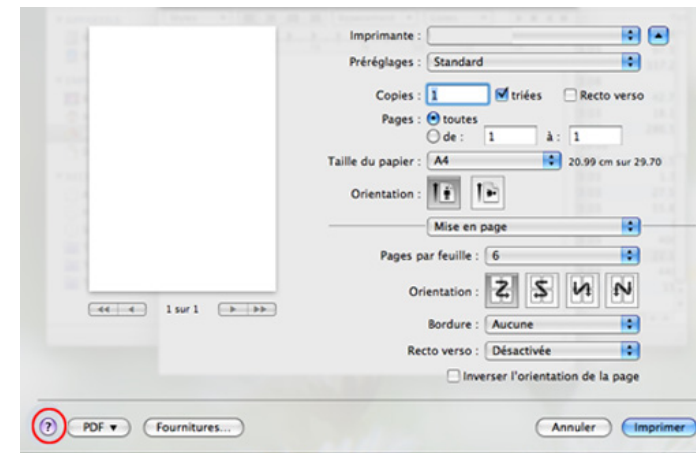 Imprimante :
Préréglages : Standard
Copies : 1 triées Recto verso
Pages : toutes
de : 1 à : 1
Taille du papier : A4 20.99 cm sur 29.70
Orientation :
Mise en page
Pages par feuille : 6
Orientation :
1 sur 1
Bordure : Aucune
Recto verso : Désactivée
Inverser l'orientation de la page
? PDF Fournitures... Annuler Imprimer